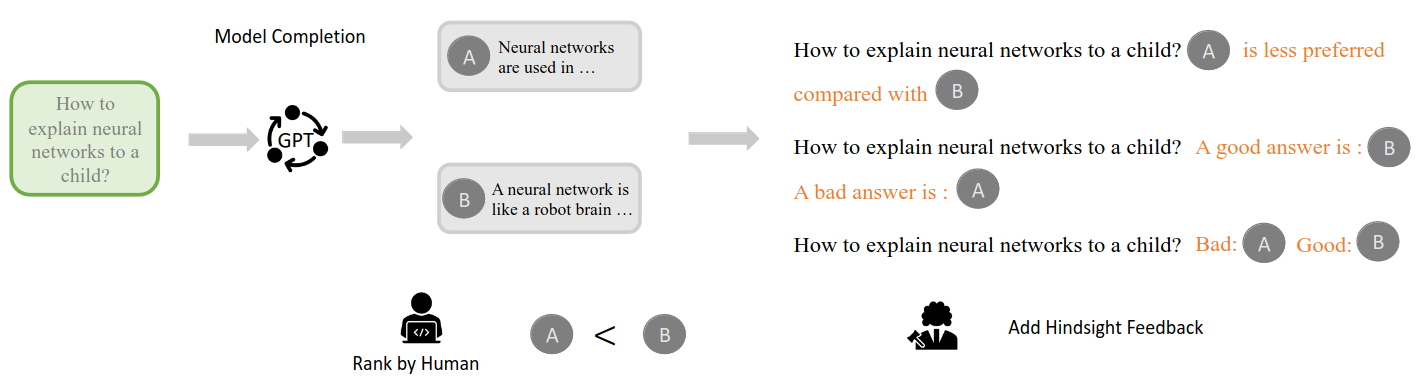 Model Completion
How to
explain neural
networks to a
child?
GPT
A Neural networks
are used in …
B A neural network is
like a robot brain …
Rank by Human
A < B
How to explain neural networks to a child? A is less preferred
compared with B
How to explain neural networks to a child? A good answer is : B
A bad answer is : A
How to explain neural networks to a child? Bad: A Good: B
</>
Add Hindsight Feedback